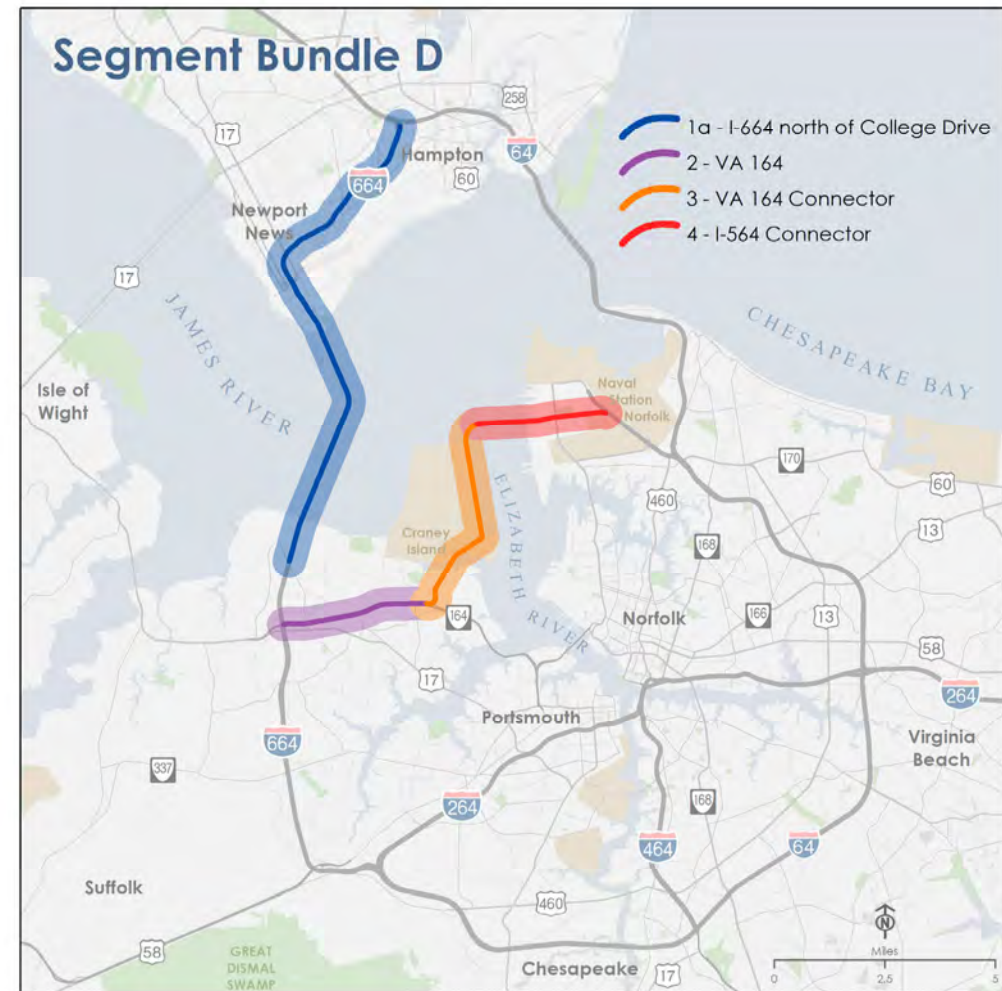 Segment Bundle D
1a - I-664 north of College Drive
2 - VA 164
3 - VA 164 Connector
4 - I-564 Connector
258
17
64
Hampton
664
60
Newport
News
17
JAMES RIVER
CHESAPEAKE BAY
Isle of
Wight
Naval
Station
Norfolk
170
60
460
13
ELIZABETH RIVER
Craney
Island
168
164
Norfolk
166
13
58
17
264
Portsmouth
664
Virginia
Beach
337
264
168
464
64
Suffolk
460
58
GREAT
DISMAL
SWAMP
Chesapeake
17
N
Miles
0
2.5
5